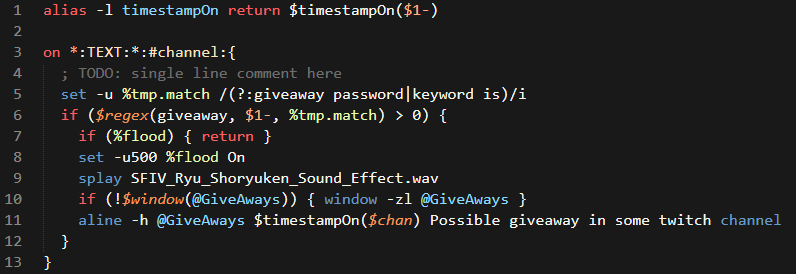 1 alias -l timestampOn return $timestampOn($1-)
2
3 on *:TEXT:*:#channel:{
4 ; TODO: single line comment here
5 set -u %tmp.match /(?:giveaway password|keyword is)/i
6 if ($regex(giveaway, $1-, %tmp.match) > 0) {
7 if (%flood) { return }
8 set -u500 %flood On
9 splay SFIV_Ryu_Shoryuken_Sound_Effect.wav
10 if (!$window(@GiveAways)) { window -zl @GiveAways }
11 aline -h @GiveAways $timestampOn($chan) Possible giveaway in some twitch channel
12 }
13 }